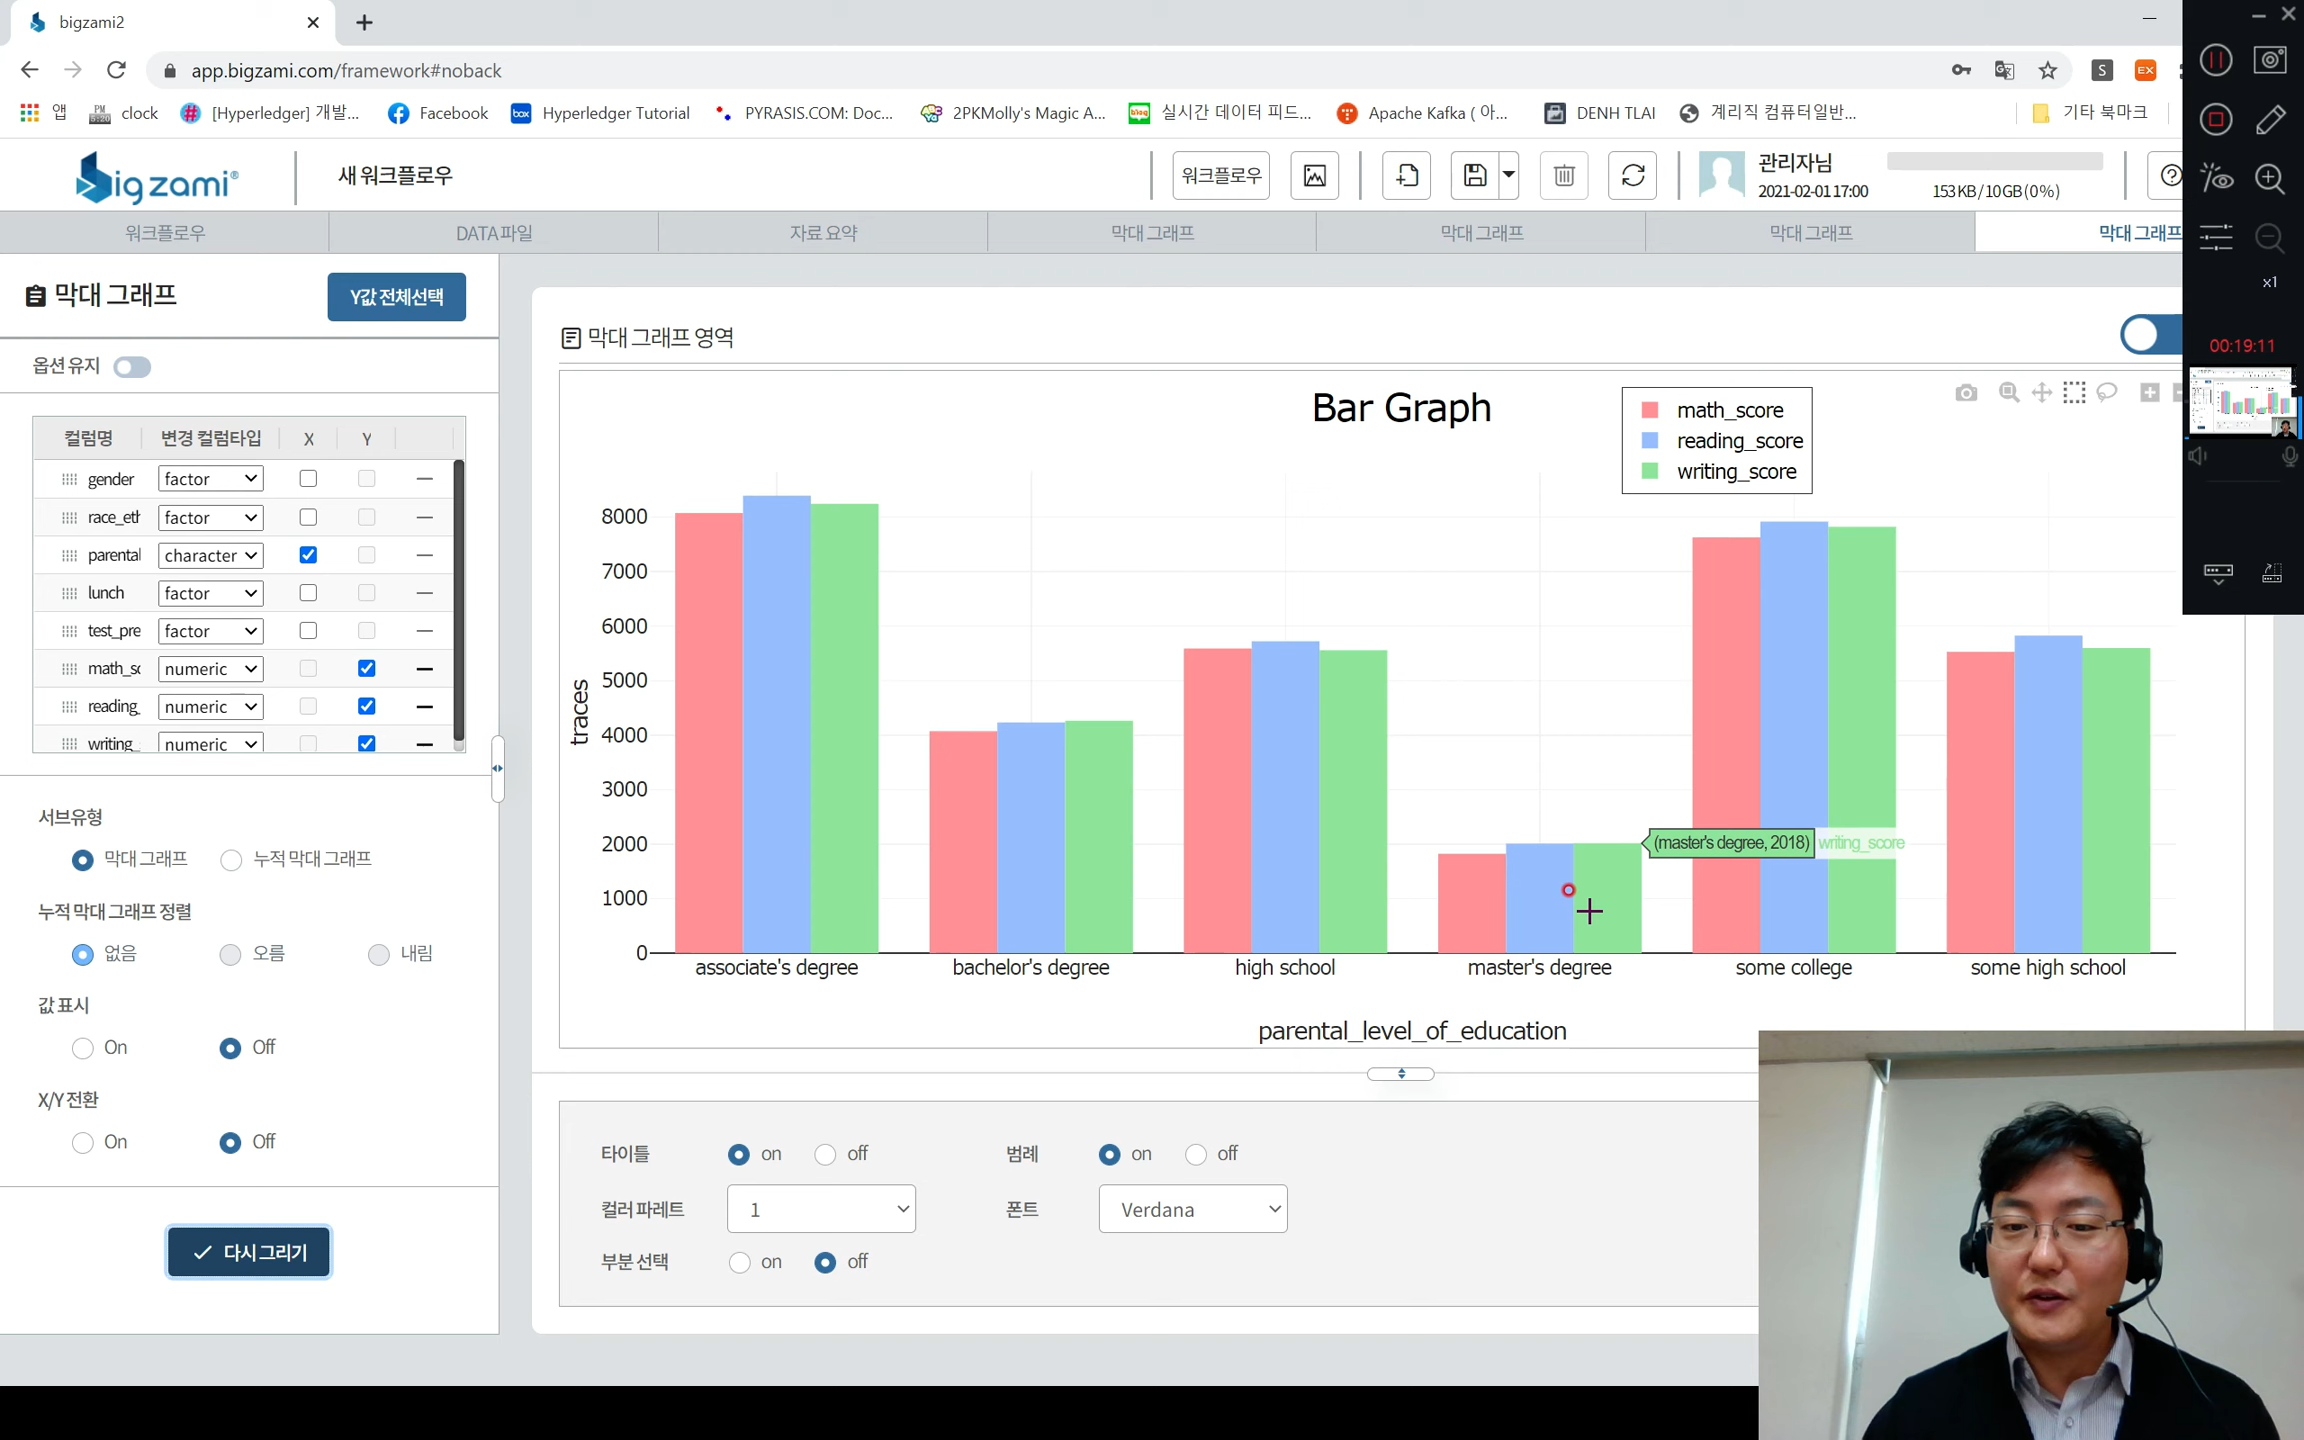 bigzami2
app.bigzami.com/framework#noback
앱
PM 5:20 clock
[Hyperledger] 개발...
Facebook
box Hyperledger Tutorial
PYRASIS.COM: Doc...
2PKMolly's Magic A...
blog 실시간 데이터 피드...
Apache Kafka ( 아...
DENH TLAI
계리직 컴퓨터일반...
기타 북마크
S
EX
big zami®
새 워크플로우
워크플로우
관리자님
2021-02-01 17:00
153 KB / 10 GB (0%)
워크플로우 DATA 파일 자료 요약 막대 그래프 막대 그래프 막대 그래프 막대 그래프
막대 그래프
Y값 전체선택
옵션 유지
컬럼명 변경 컬럼타입 X Y
gender factor
race_eth factor
parental character
lunch factor
test_pre factor
math_sc numeric
reading_ numeric
writing_ numeric
서브유형
막대 그래프 누적 막대 그래프
누적 막대 그래프 정렬
없음 오름 내림
값 표시
On Off
X/Y 전환
On Off
다시 그리기
막대 그래프 영역
Bar Graph
math_score
reading_score
writing_score
8000
7000
6000
5000
4000
3000
2000
1000
0
traces
(master's degree, 2018) writing_score
associate's degree bachelor's degree high school master's degree some college some high school
parental_level_of_education
타이틀 on off 범례 on off
컬러 파레트 1 폰트 Verdana
부분 선택 on off
x1
00:19:11